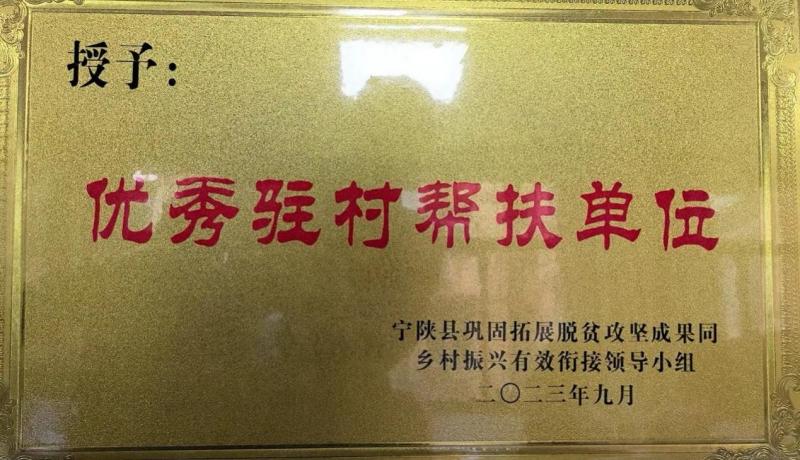 授予：
优秀驻村帮扶单位
宁陕县巩固拓展脱贫攻坚成果同
乡村振兴有效衔接领导小组
二〇二三年九月